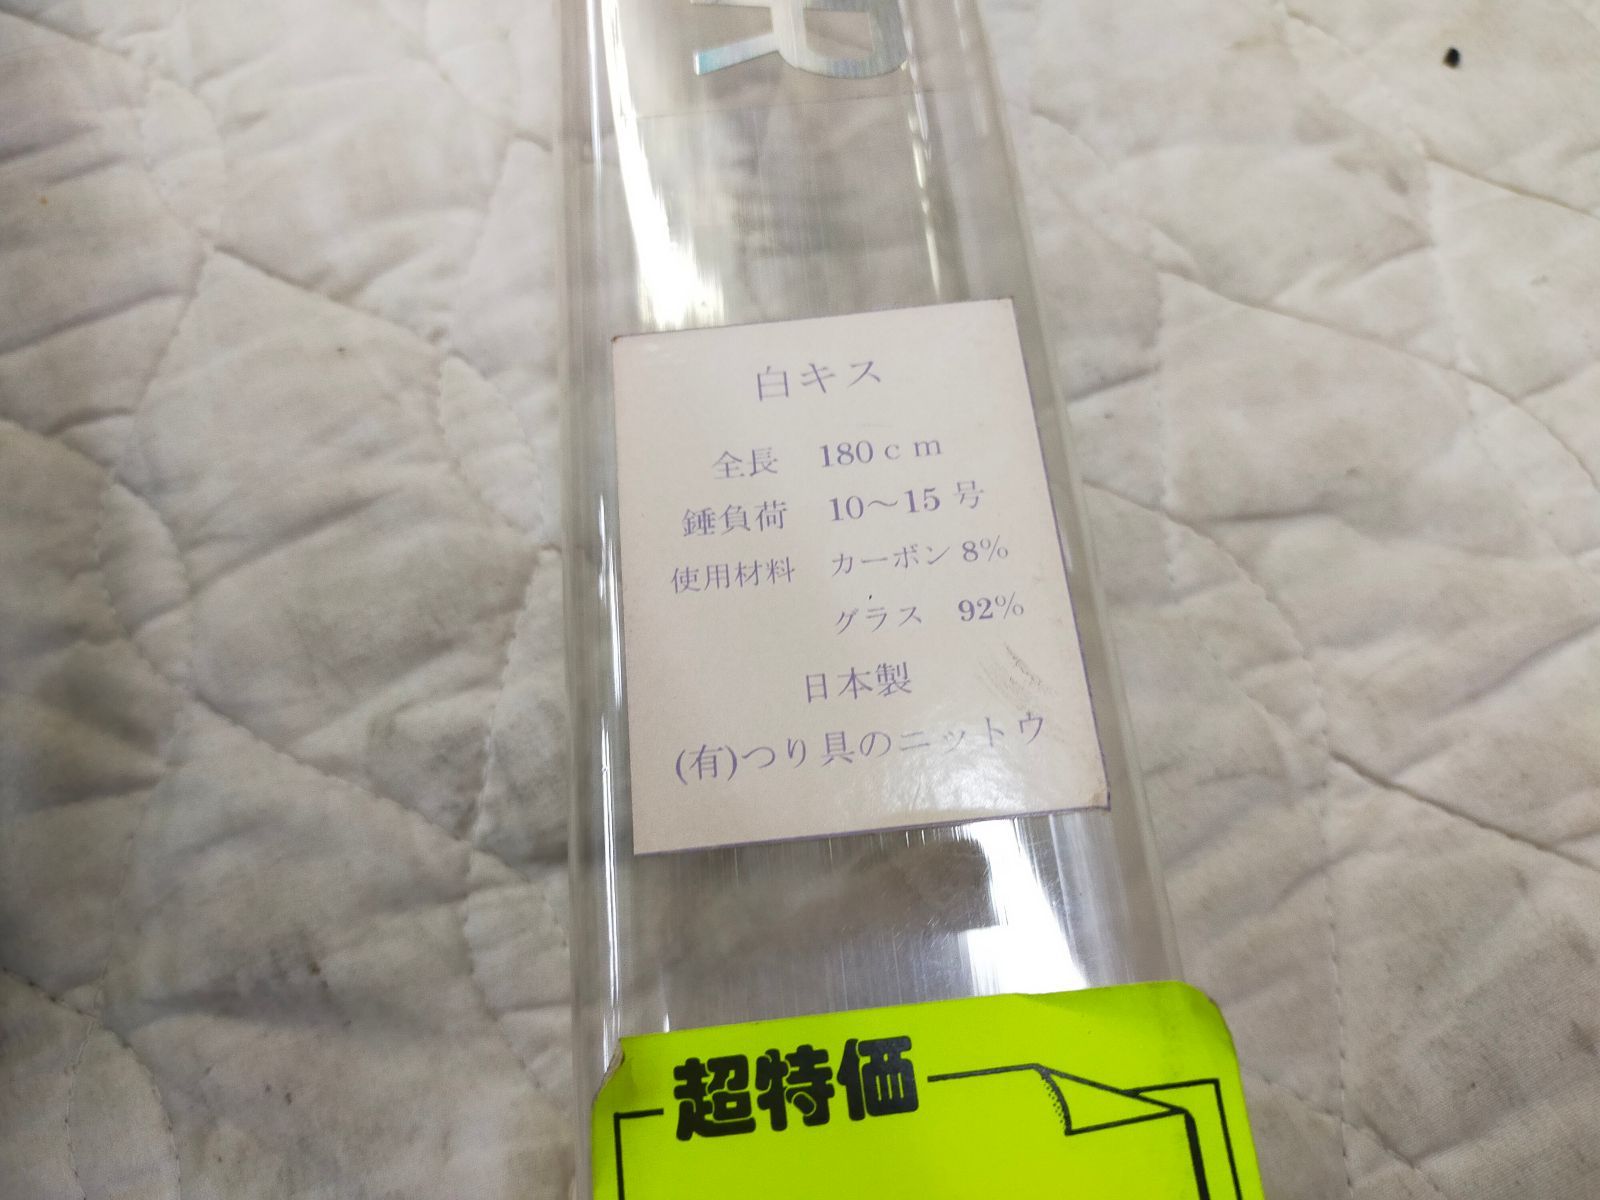 白キス
全長 180cm
錘負荷 10～15号
使用材料 カーボン 8%
グラス 92%
日本製
(有)つり具のニットウ
超特価